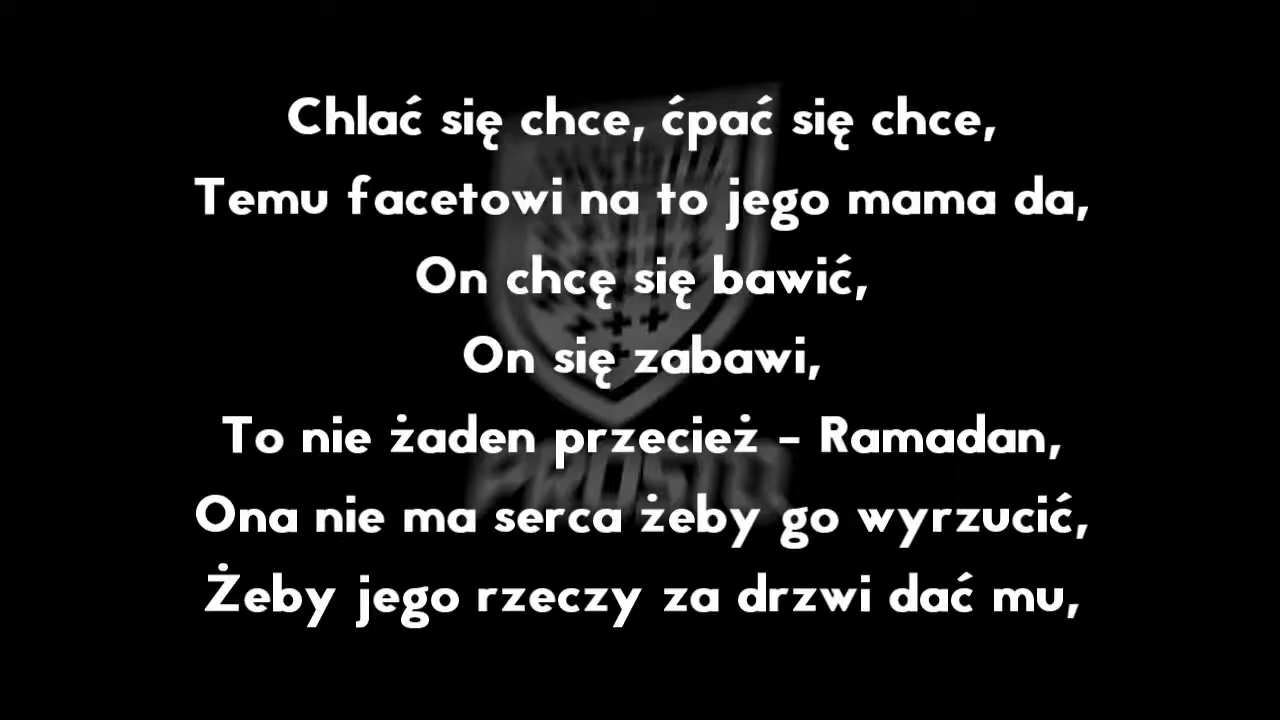 Chlać się chce, ćpać się chce,
Temu facetowi na to jego mama da,
On chcę się bawić,
On się zabawi,
To nie żaden przecież - Ramadan,
PROSTO
Ona nie ma serca żeby go wyrzucić,
Żeby jego rzeczy za drzwi dać mu,